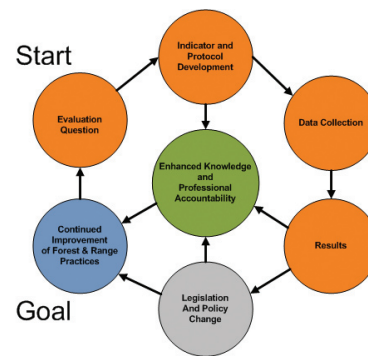 Start
Indicator and
Protocol
Development
Evaluation
Question
Data Collection
Enhanced Knowledge
and
Professional
Accountability
Continued
Improvement
of Forest & Range
Practices
Results
Goal
Legislation
And Policy
Change